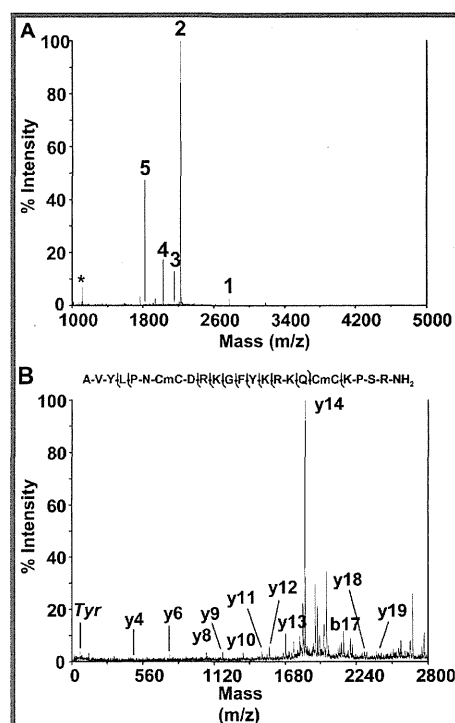 A
2
100
80
60
40
20
0
% Intensity
5
4
3
*
1
1000
1800
2600
3400
4200
5000
Mass (m/z)
B
A-V-Y-L-P-N-CmC-D-R-K-G-F-Y-K-R-K-Q-CmC-K-P-S-R-NH2
100
80
60
40
20
0
% Intensity
y14
y18
y11
y12
y9
y19
Tyr
y4
y6
y13
b17
y8
y10
0
560
1120
1680
2240
2800
Mass
(m/z)